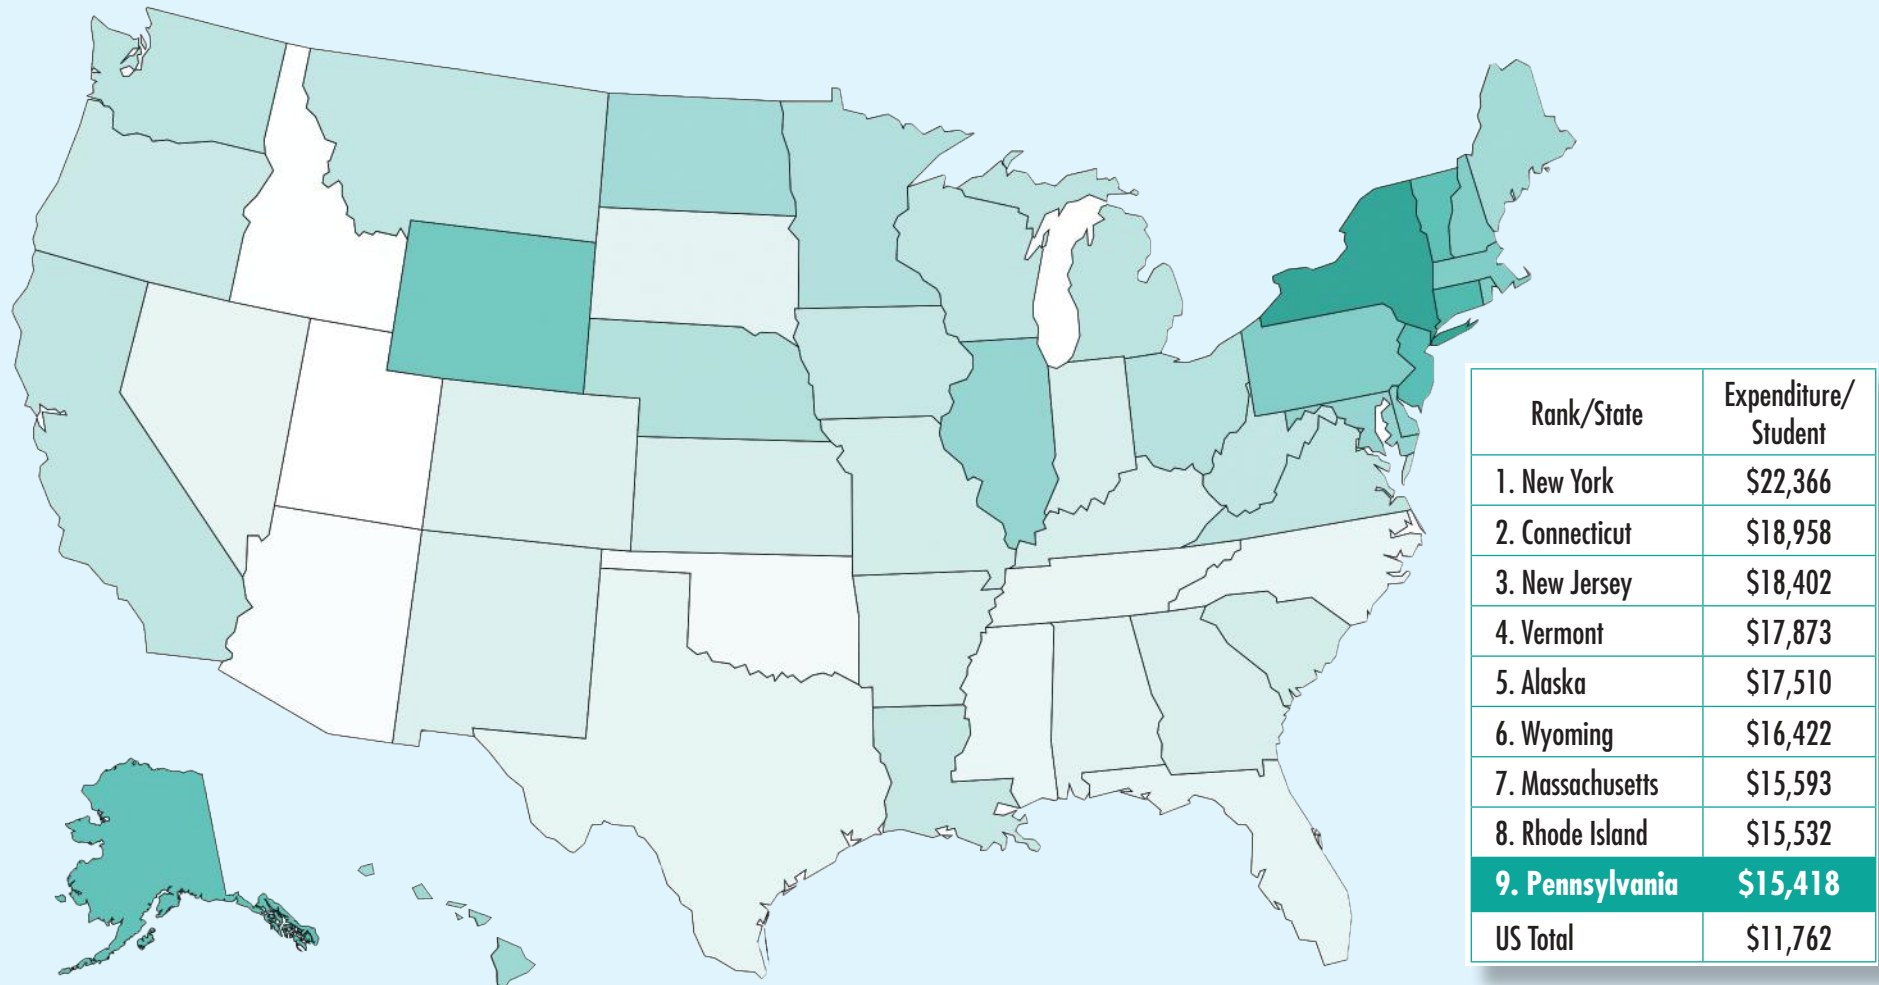 Rank/State
Expenditure/
Student
1. New York
$22,366
2. Connecticut
$18,958
3. New Jersey
$18,402
4. Vermont
$17,873
5. Alaska
$17,510
6. Wyoming
$16,422
7. Massachusetts
$15,593
8. Rhode Island
$15,532
9. Pennsylvania
$15,418
US Total
$11,762